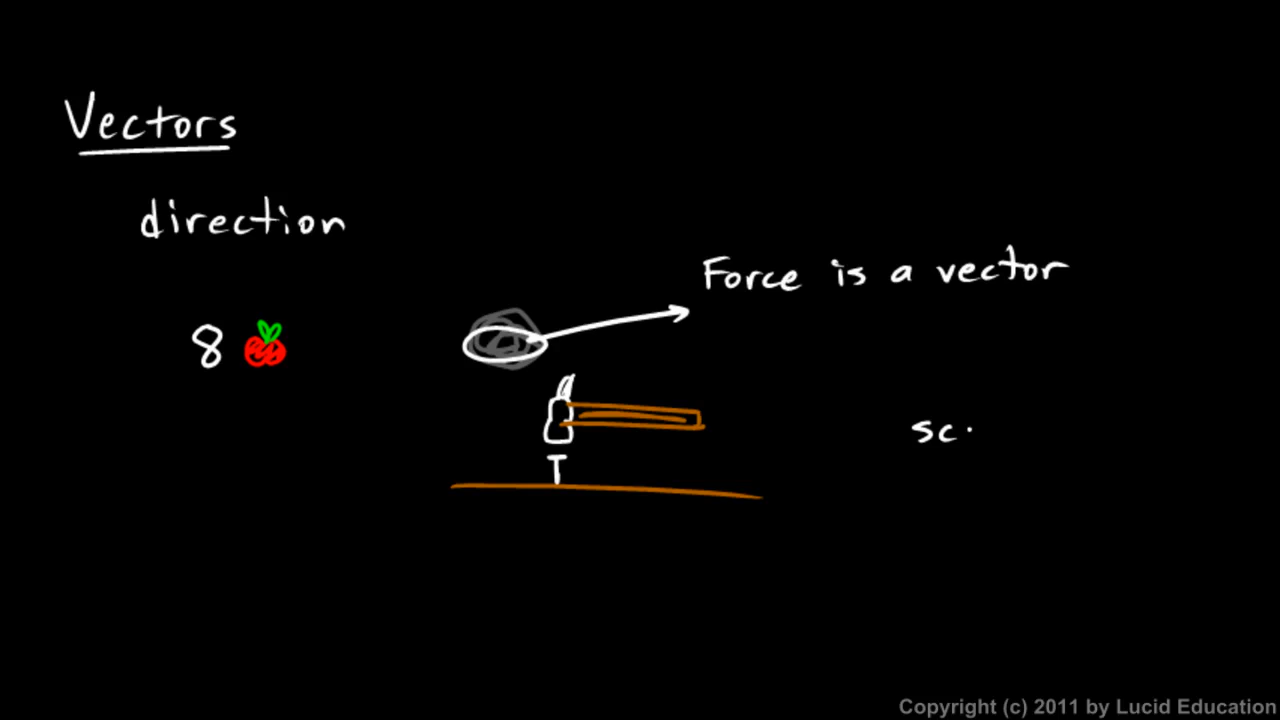 Vectors
direction
Force is a vector
8
sc
T
Copyright (c) 2011 by Lucid Education